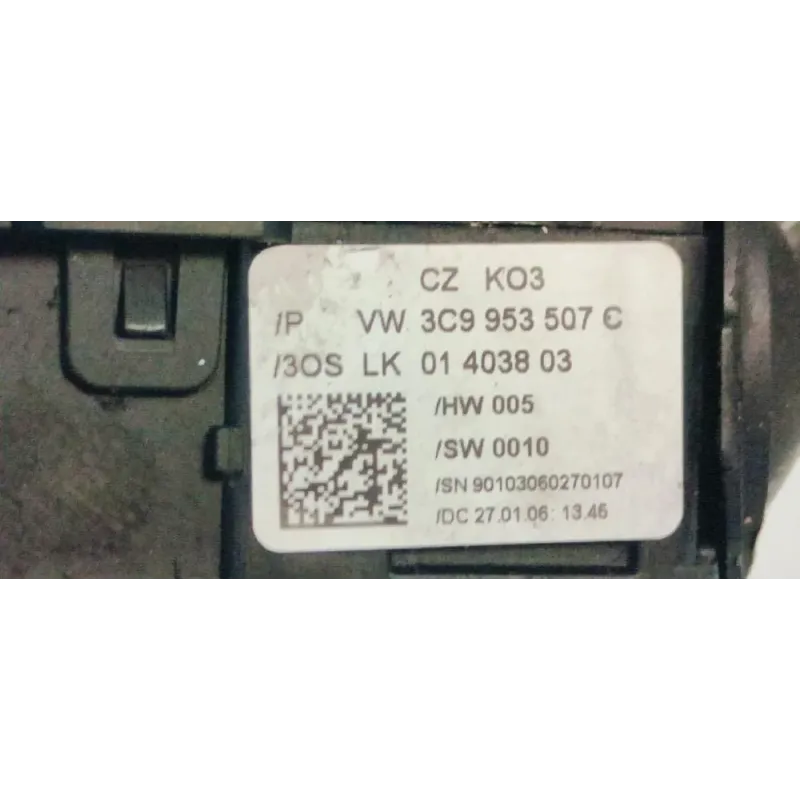 CZ KO3
/P VW 3C9 953 507 C
/3OS LK 01 4038 03
/HW 005
/SW 0010
/SN 90103060270107
/DC 27.01.06: 13.46